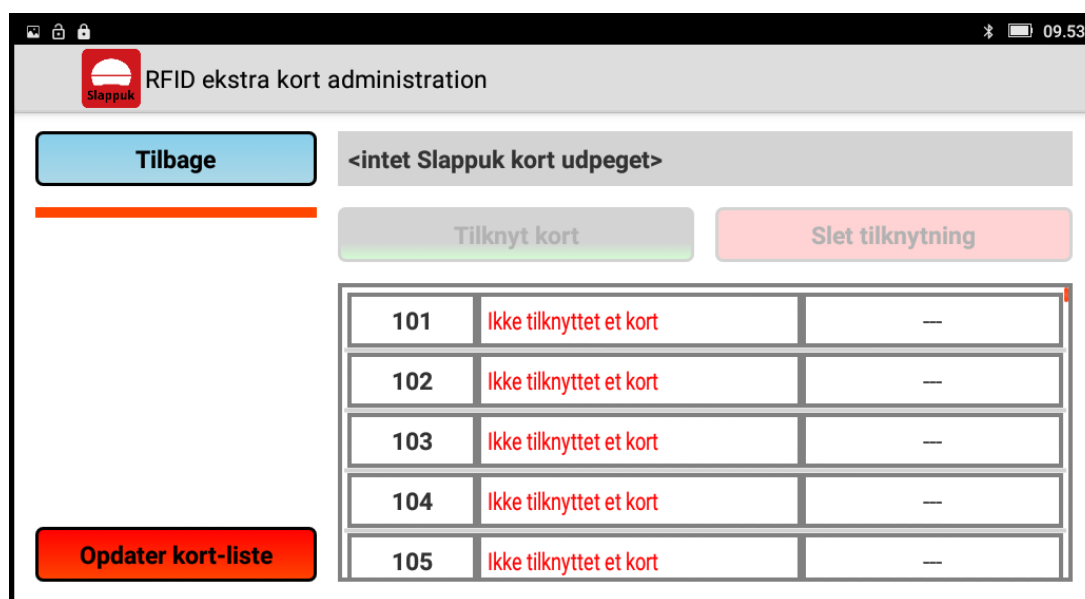 09.53
Slappuk
RFID ekstra kort administration
Tilbage
<intet Slappuk kort udpeget>
Tilknyt kort
Slet tilknytning
101 Ikke tilknyttet et kort ---
102 Ikke tilknyttet et kort ---
103 Ikke tilknyttet et kort ---
104 Ikke tilknyttet et kort ---
105 Ikke tilknyttet et kort ---
Opdater kort-liste